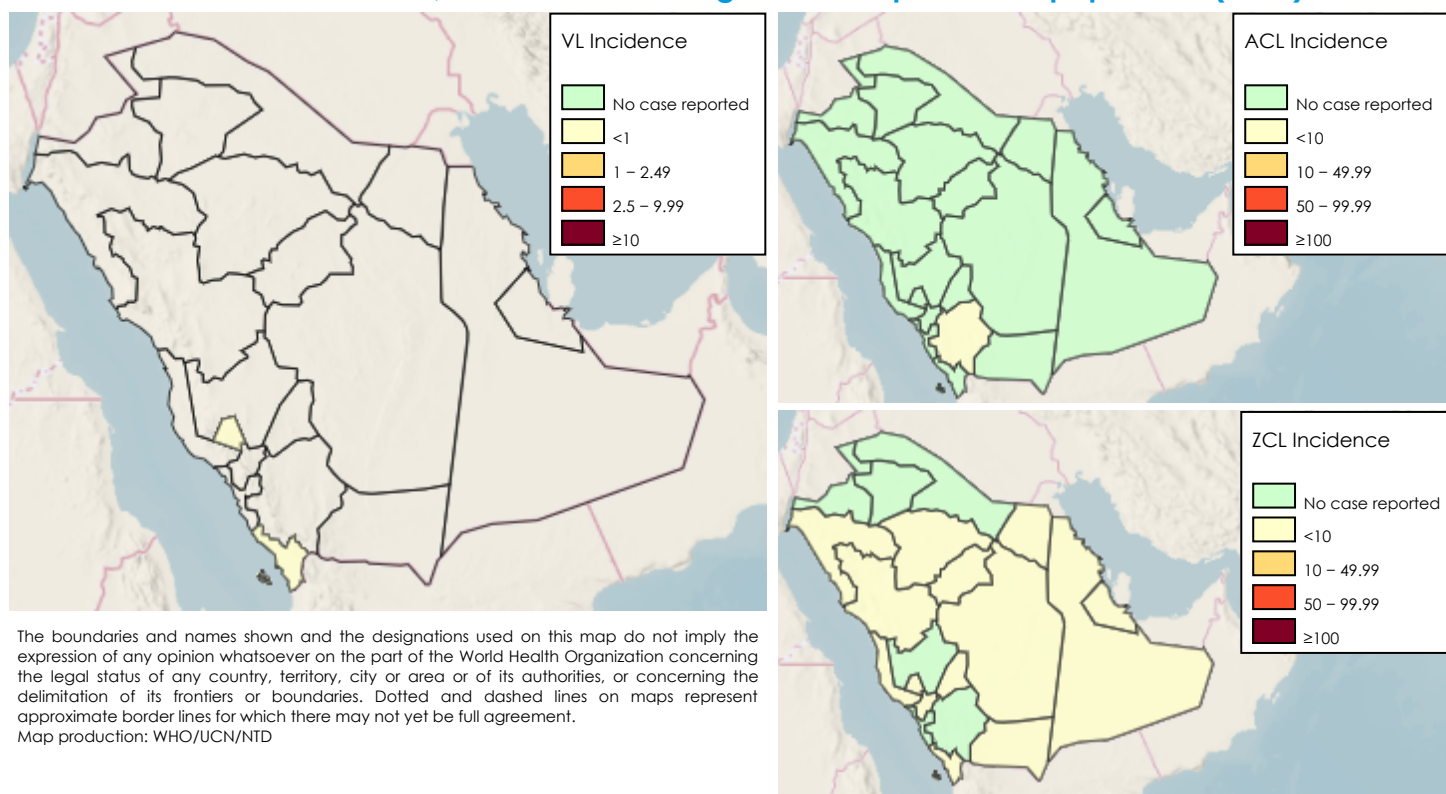 VL Incidence
No case reported
<1
1 – 2.49
2.5 – 9.99
≥10
ACL Incidence
No case reported
<10
10 – 49.99
50 – 99.99
≥100
ZCL Incidence
No case reported
<10
10 – 49.99
50 – 99.99
≥100
The boundaries and names shown and the designations used on this map do not imply the
expression of any opinion whatsoever on the part of the World Health Organization concerning
the legal status of any country, territory, city or area or of its authorities, or concerning the
delimitation of its frontiers or boundaries. Dotted and dashed lines on maps represent
approximate border lines for which there may not yet be full agreement.
Map production: WHO/UCN/NTD